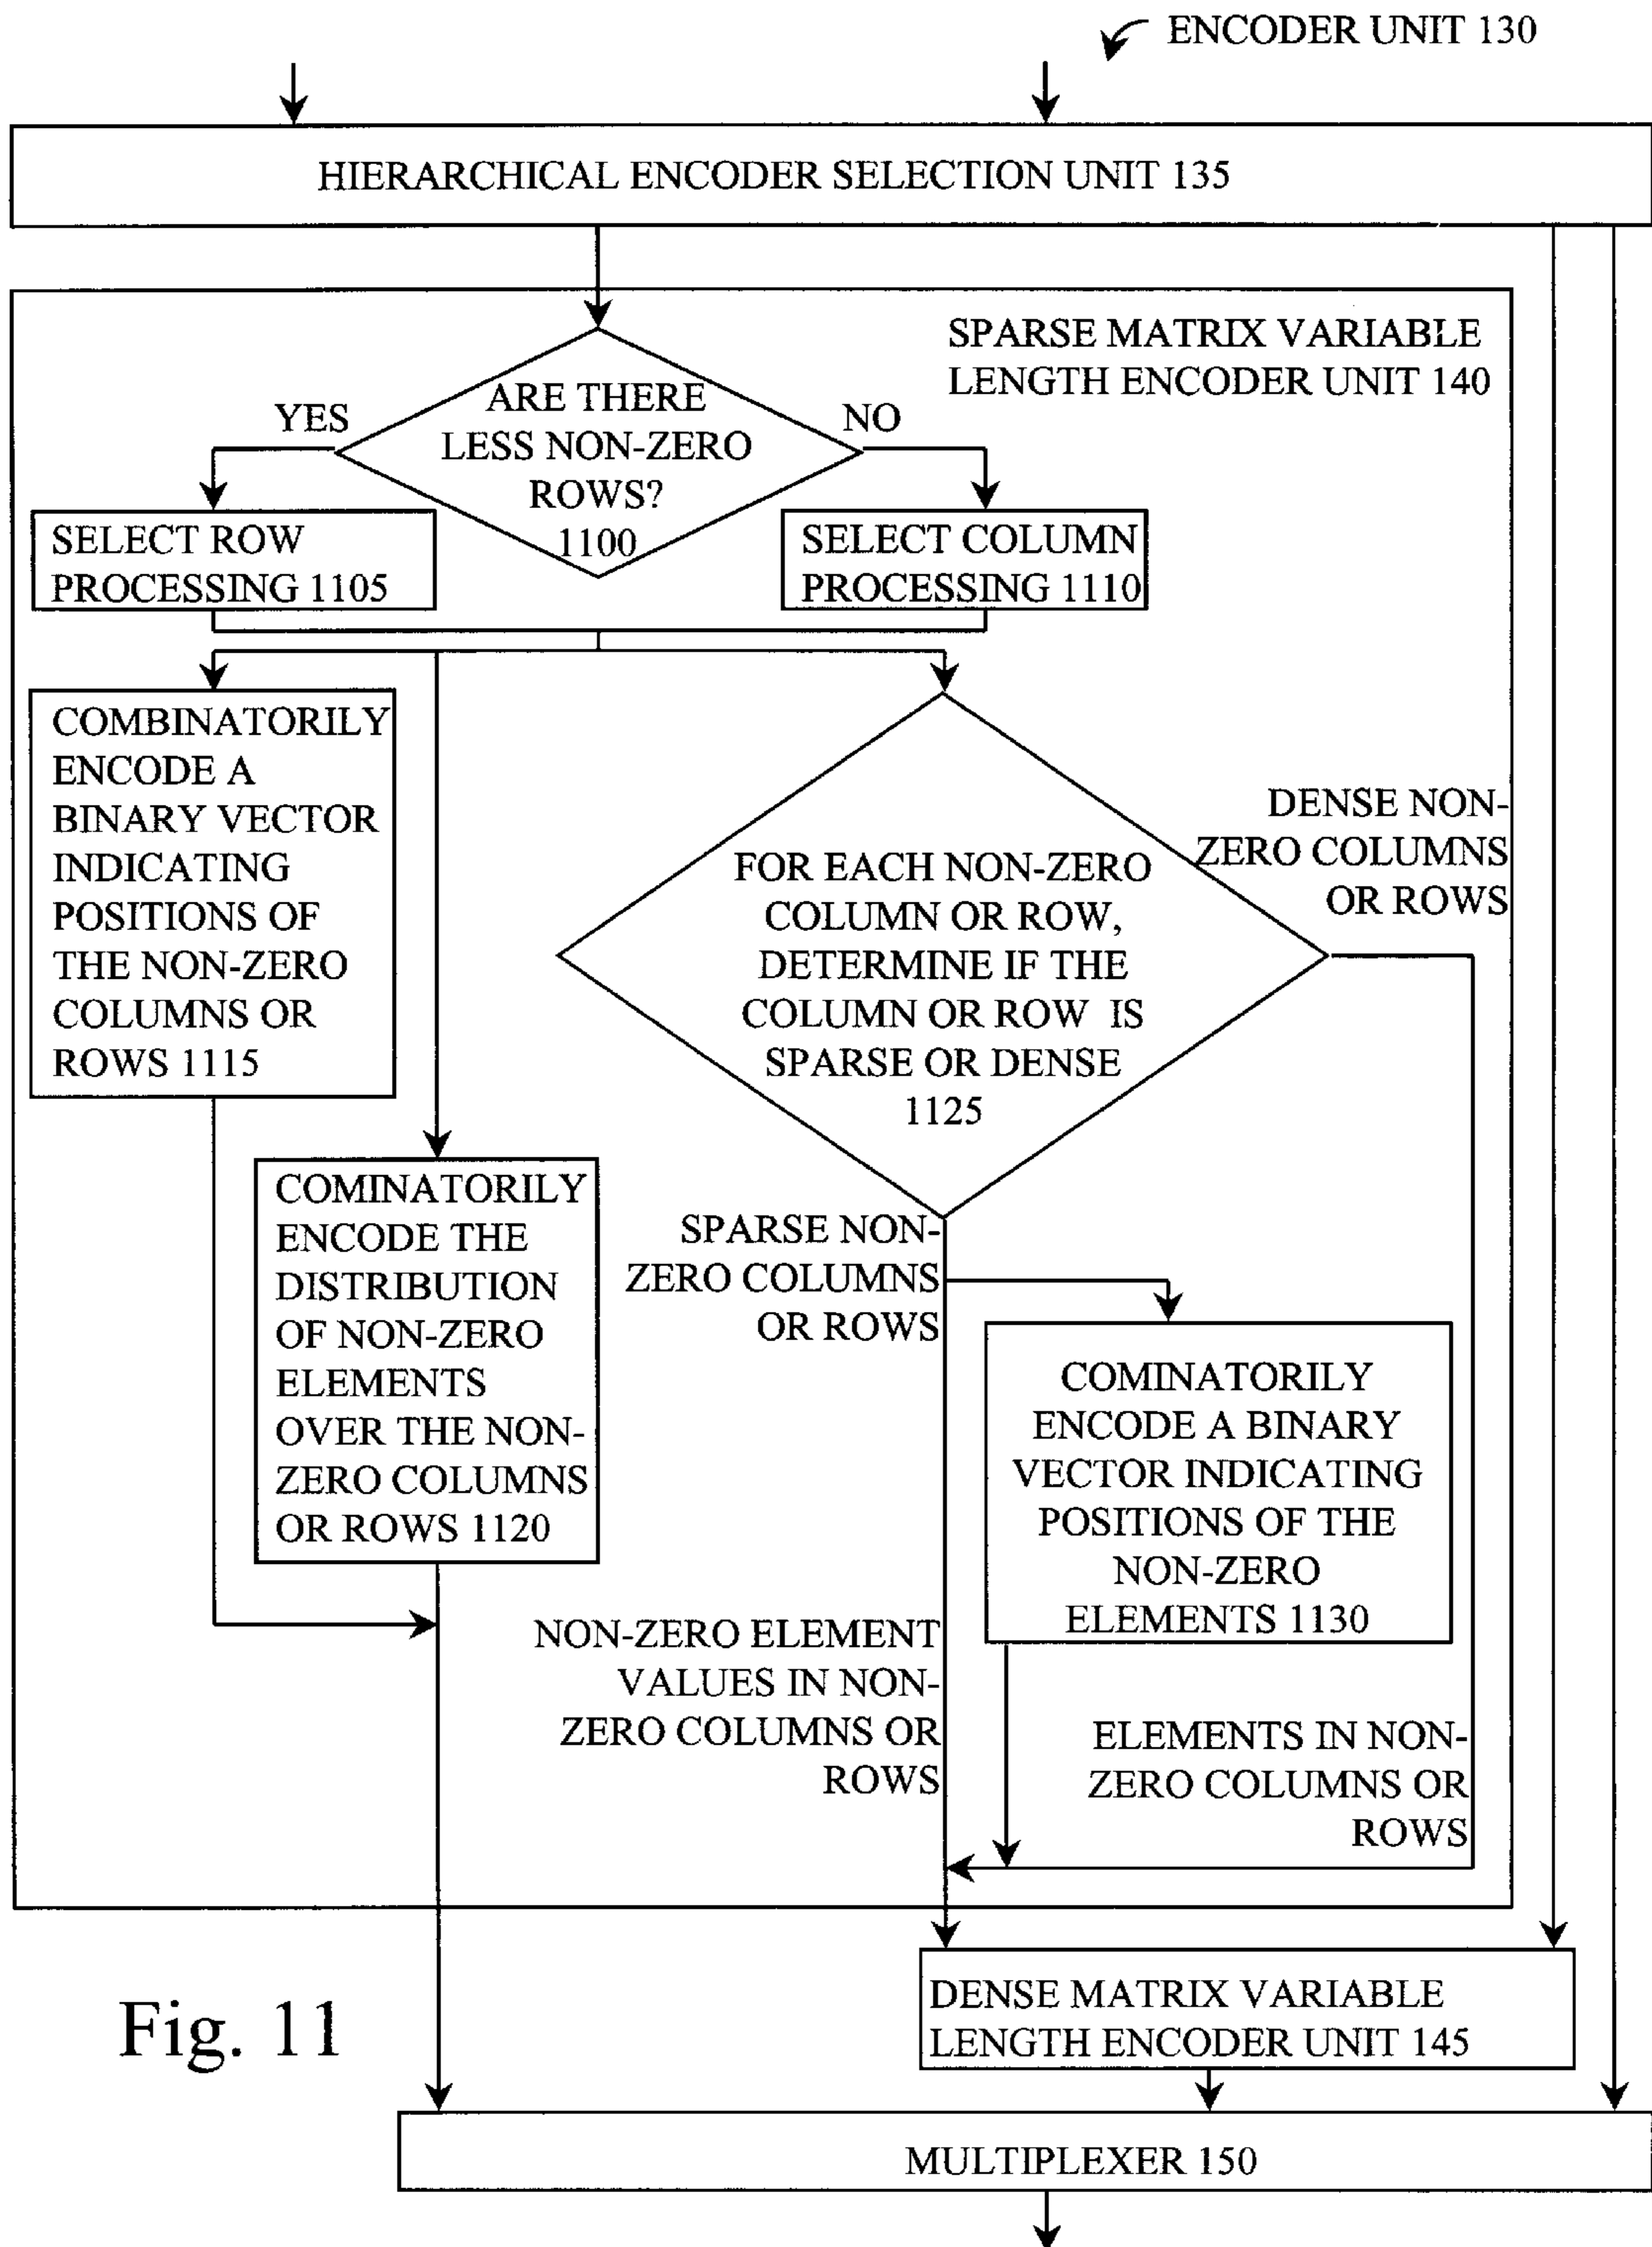 ENCODER UNIT 130
HIERARCHICAL ENCODER SELECTION UNIT 135
SPARSE MATRIX VARIABLE
LENGTH ENCODER UNIT 140
ARE THERE
LESS NON-ZERO
ROWS?
1100
YES
NO
SELECT ROW
PROCESSING 1105
SELECT COLUMN
PROCESSING 1110
COMBINATORILY
ENCODE A
BINARY VECTOR
INDICATING
POSITIONS OF
THE NON-ZERO
COLUMNS OR
ROWS 1115
COMINATORILY
ENCODE THE
DISTRIBUTION
OF NON-ZERO
ELEMENTS
OVER THE NON-
ZERO COLUMNS
OR ROWS 1120
FOR EACH NON-ZERO
COLUMN OR ROW,
DETERMINE IF THE
COLUMN OR ROW IS
SPARSE OR DENSE
1125
DENSE NON-
ZERO COLUMNS
OR ROWS
SPARSE NON-
ZERO COLUMNS
OR ROWS
COMINATORILY
ENCODE A BINARY
VECTOR INDICATING
POSITIONS OF THE
NON-ZERO
ELEMENTS 1130
NON-ZERO ELEMENT
VALUES IN NON-
ZERO COLUMNS OR
ROWS
ELEMENTS IN NON-
ZERO COLUMNS OR
ROWS
DENSE MATRIX VARIABLE
LENGTH ENCODER UNIT 145
Fig. 11
MULTIPLEXER 150